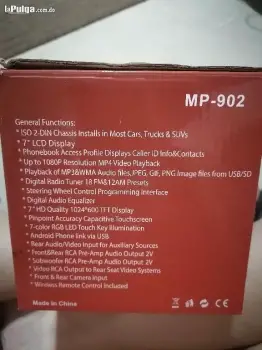 laPulga.com.do
MP-902
General Functions:
* ISO 2-DIN Chassis Installs in Most Cars, Trucks & SUVs
* 7" LCD Display
* Phonebook Access Profile Displays Caller ID Info&Contacts
* Up to 1080P Resolution MP4 Video Playback
* Playback of MP3&WMA Audio files,JPEG, Gif, PNG Image files from USB/SD
* Digital Radio Tuner 18 FM&12AM Presets
* Steering Wheel Control Programming Interface
* Digital Audio Equalizer
* 7" HD Quality 1024*600 TFT Display
* Pinpoint Accuracy Capacitive Touchscreen
* 7-color RGB LED Touch Key Illumination
* Android Phone link via USB
* Rear Audio/Video Input for Auxiliary Sources
* Front&Rear RCA Pre-Amp Audio Output 2V
* Subwoofer RCA Pre-Amp Audio Output 2V
* Video RCA Output to Rear Seat Video Systems
* Front & Rear Camera Input
* Wireless Remote Control Included
Made in China